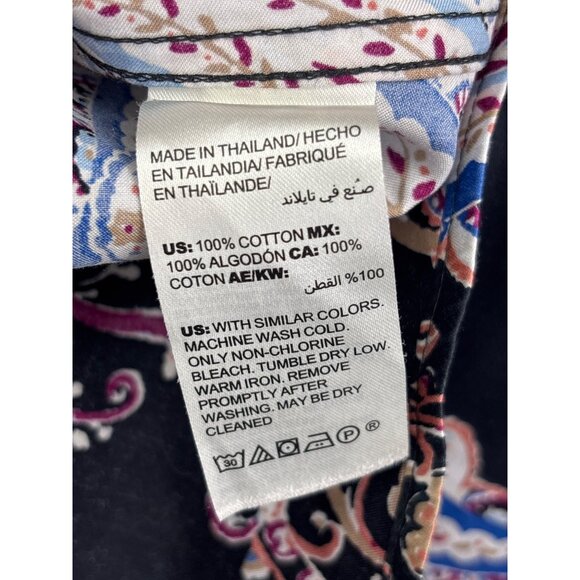 MADE IN THAILAND/ HECHO
EN TAILANDIA/ FABRIQUÉ
EN THAÏLANDE/ صُنع في تايلاند
US: 100% COTTON MX:
100% ALGODÓN CA: 100%
COTON AE/KW: 100% القطن
US: WITH SIMILAR COLORS.
MACHINE WASH COLD.
ONLY NON-CHLORINE
BLEACH. TUMBLE DRY LOW.
WARM IRON. REMOVE
PROMPTLY AFTER
WASHING. MAY BE DRY
CLEANED
30 P ®